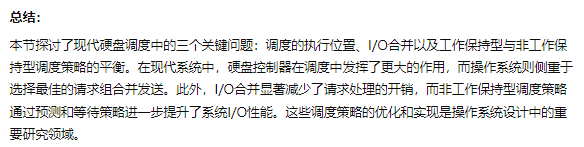 总结：
本节探讨了现代硬盘调度中的三个关键问题：调度的执行位置、I/O合并以及工作保持型与非工作保
持型调度策略的平衡。在现代系统中，硬盘控制器在调度中发挥了更大的作用，而操作系统则侧重于
选择最佳的请求组合并发送。此外，I/O合并显著减少了请求处理的开销，而非工作保持型调度策略
通过预测和等待策略进一步提升了系统I/O性能。这些调度策略的优化和实现是操作系统设计中的重
要研究领域。